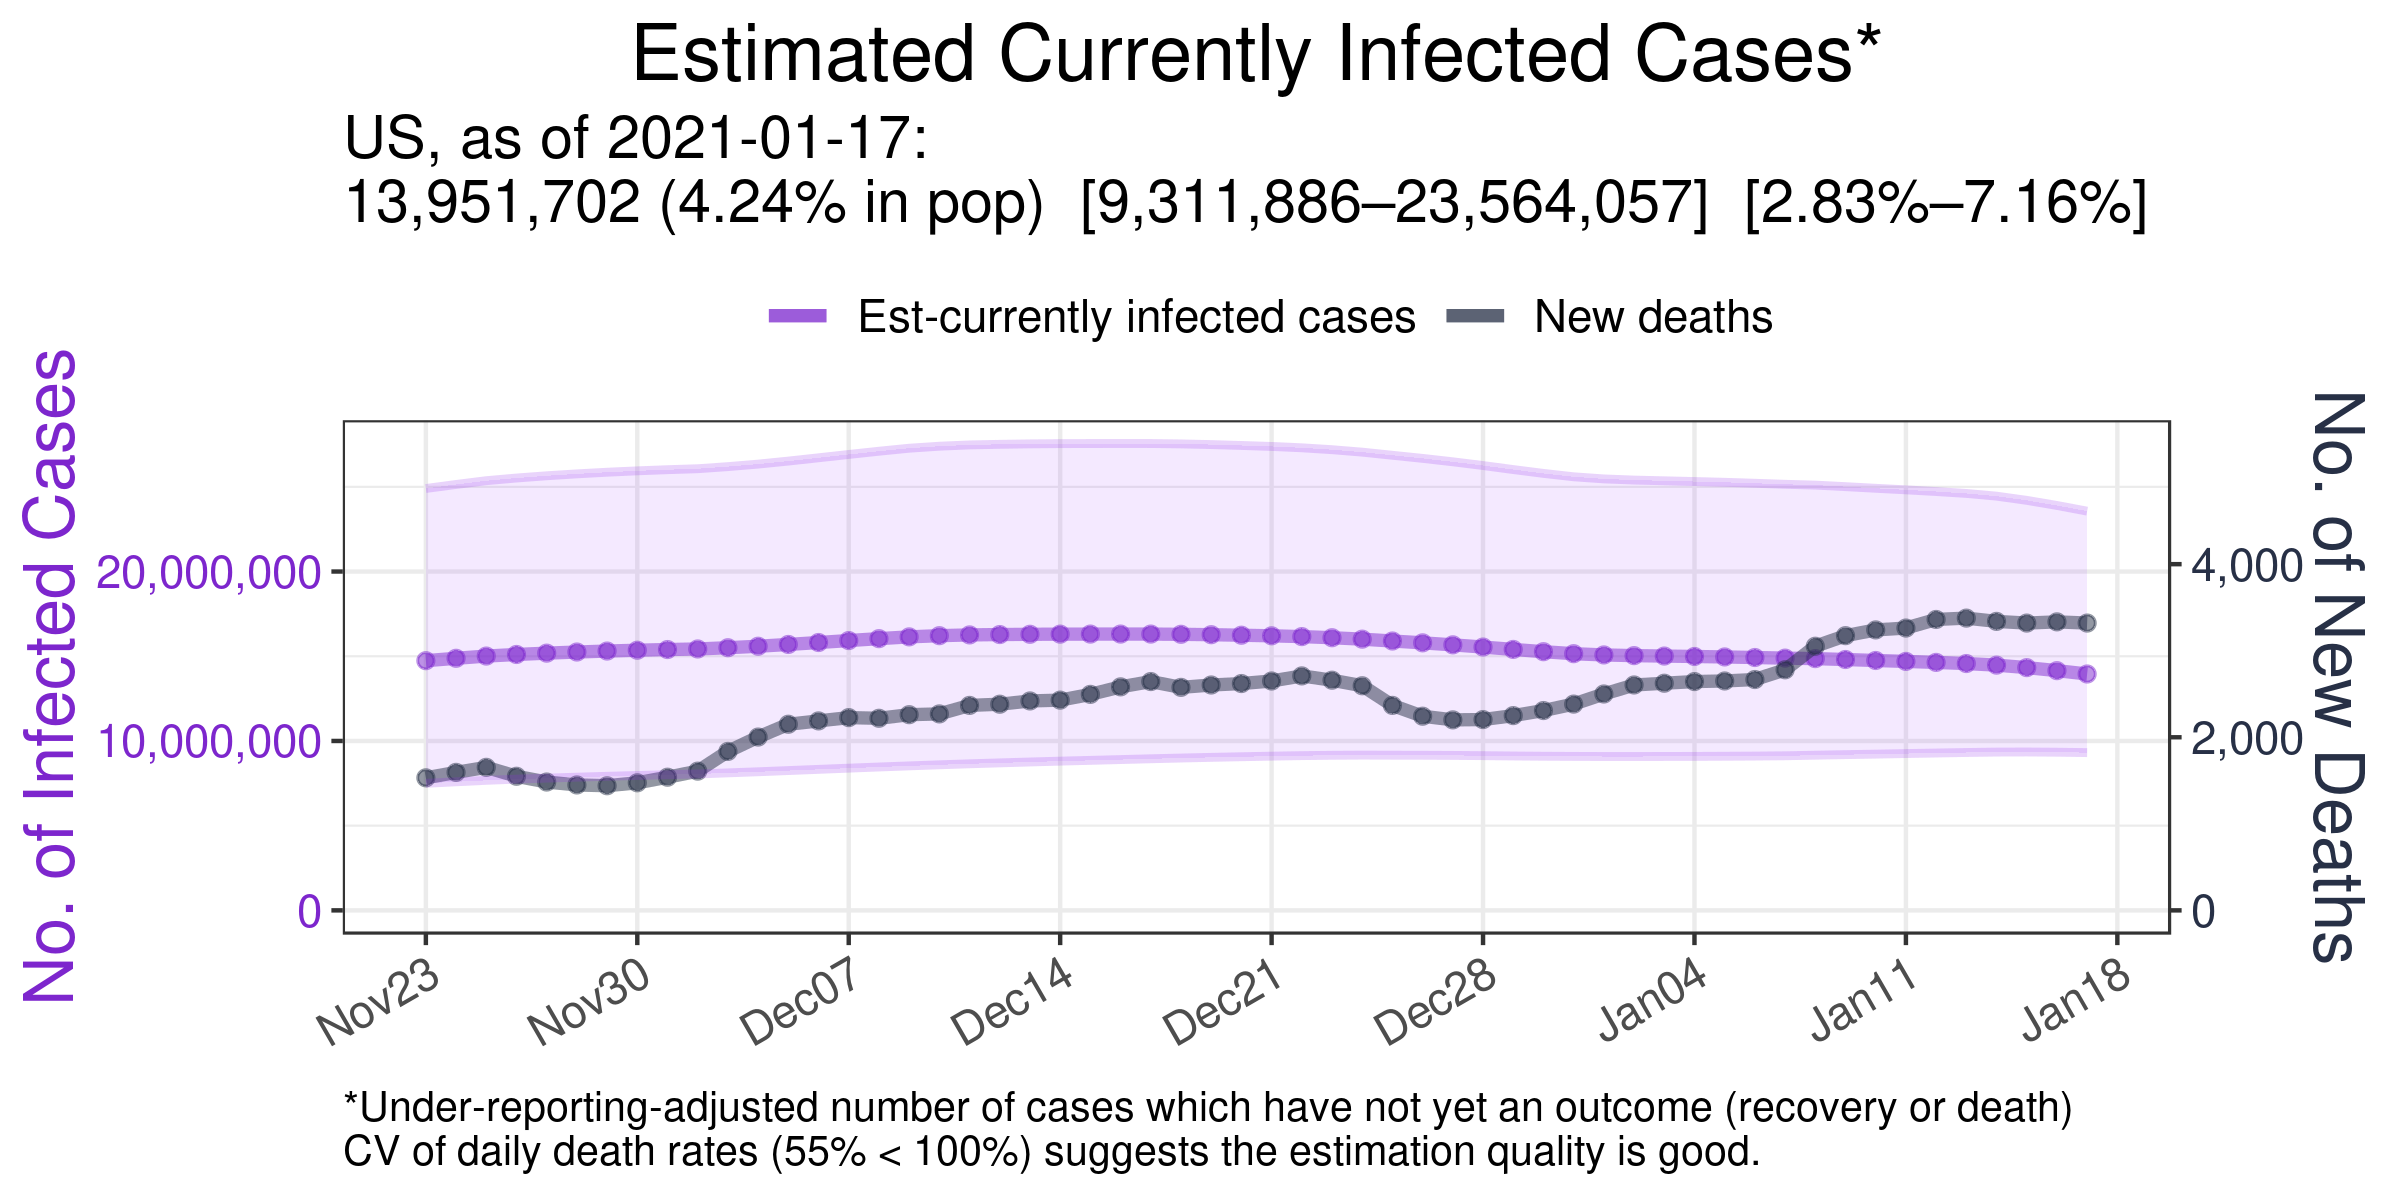 Estimated Currently Infected Cases*
US, as of 2021-01-17:
13,951,702 (4.24% in pop)  [9,311,886–23,564,057]  [2.83%–7.16%]
Est-currently infected cases
New deaths
No. of Infected Cases
20,000,000
10,000,000
0
4,000
2,000
0
No. of New Deaths
Nov23
Nov30
Dec07
Dec14
Dec21
Dec28
Jan04
Jan11
Jan18
*Under-reporting-adjusted number of cases which have not yet an outcome (recovery or death)
CV of daily death rates (55% < 100%) suggests the estimation quality is good.